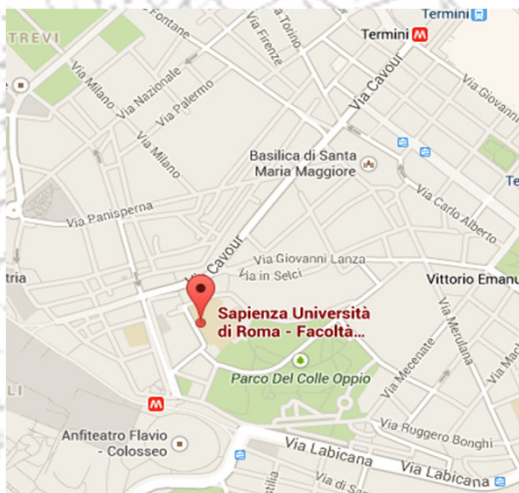 Termini
TREVI
Fontane
Via Torino
Via Firenze
Termini
Via Cavour
Via Milano
Via Nazionale
Via Palermo
Via Giovanni
Via Milano
Basilica di Santa
Maria Maggiore
Via Panisperna
Via Carlo Alberto
Via Cavour
Via Giovanni Lanza
Via in Selci
Vittorio Emanu
Sapienza Università
di Roma - Facoltà...
Via Merulana
Parco Del Colle Oppio
Via Mecenate
Anfiteatro Flavio
- Colosseo
Via Labicana
Via Ruggero Bonghi
Via Labicana